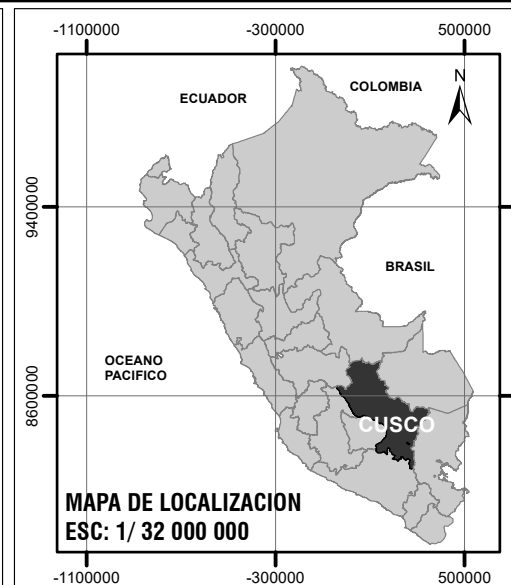 -1100000 -300000 500000
N
COLOMBIA
ECUADOR
9400000
BRASIL
OCEANO
PACIFICO
8600000
CUSCO
MAPA DE LOCALIZACION
ESC: 1/ 32 000 000
-1100000 -300000 500000